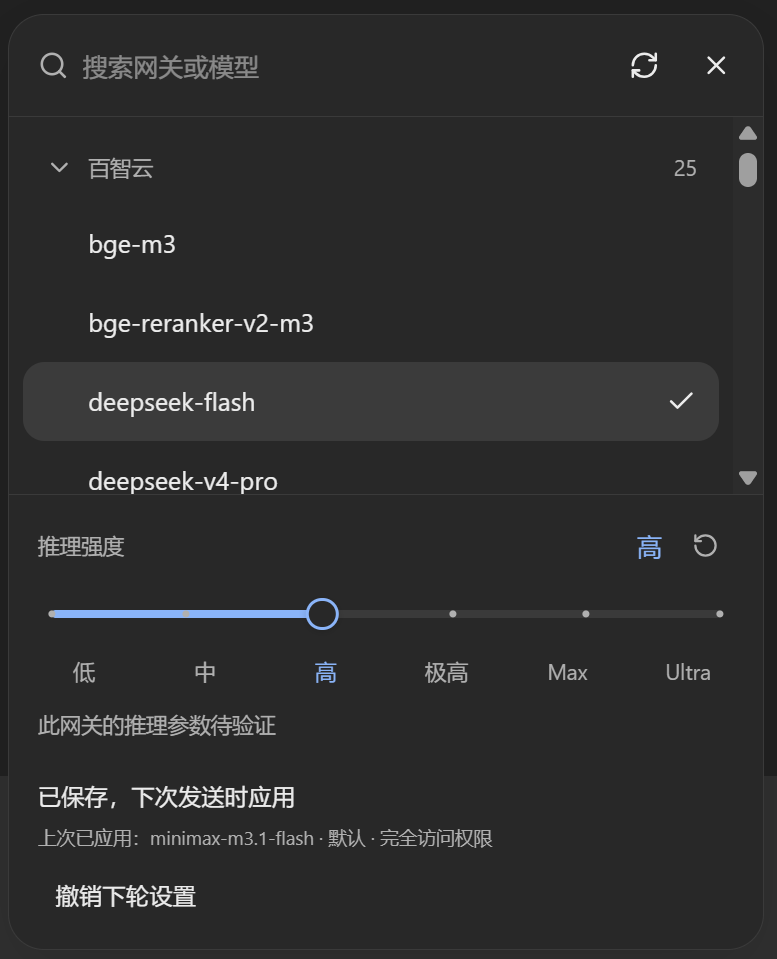 搜索网关或模型
百智云 25
bge-m3
bge-reranker-v2-m3
deepseek-flash
deepseek-v4-pro
推理强度 高
低 中 高 极高 Max Ultra
此网关的推理参数待验证
已保存，下次发送时应用
上次已应用：minimax-m3.1-flash · 默认 · 完全访问权限
撤销下轮设置